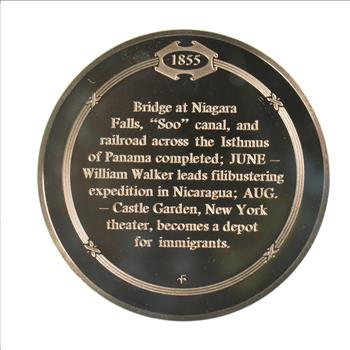 1855
Bridge at Niagara
Falls, “Soo” canal, and
railroad across the Isthmus
of Panama completed; JUNE —
William Walker leads filibustering
expedition in Nicaragua; AUG.
— Castle Garden, New York
theater, becomes a depot
for immigrants.